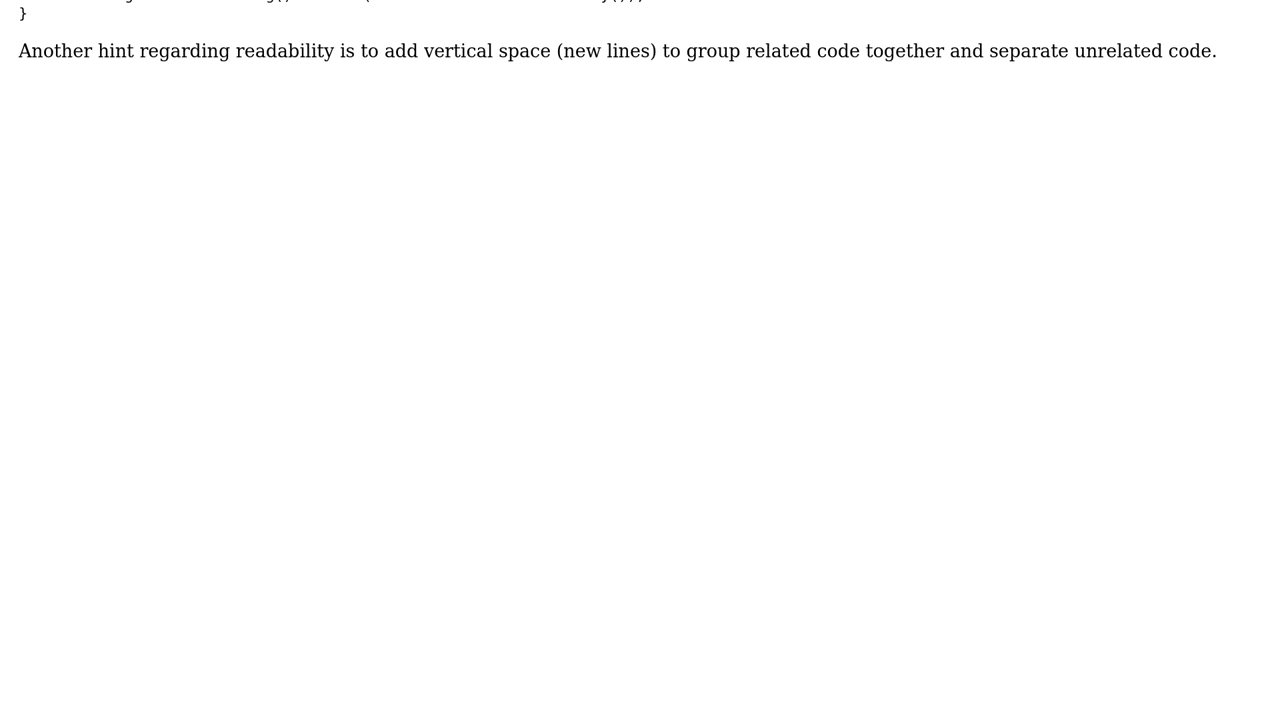 }
Another hint regarding readability is to add vertical space (new lines) to group related code together and separate unrelated code.